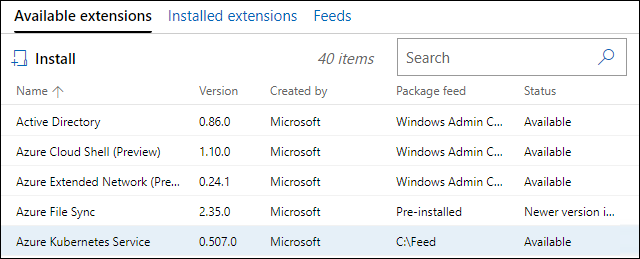 Available extensions Installed extensions Feeds
Install 40 items Search
Name Version Created by Package feed Status
Active Directory 0.86.0 Microsoft Windows Admin C... Available
Azure Cloud Shell (Preview) 1.10.0 Microsoft Windows Admin C... Available
Azure Extended Network (Pre... 0.24.1 Microsoft Windows Admin C... Available
Azure File Sync 2.35.0 Microsoft Pre-installed Newer version i...
Azure Kubernetes Service 0.507.0 Microsoft C:\Feed Available